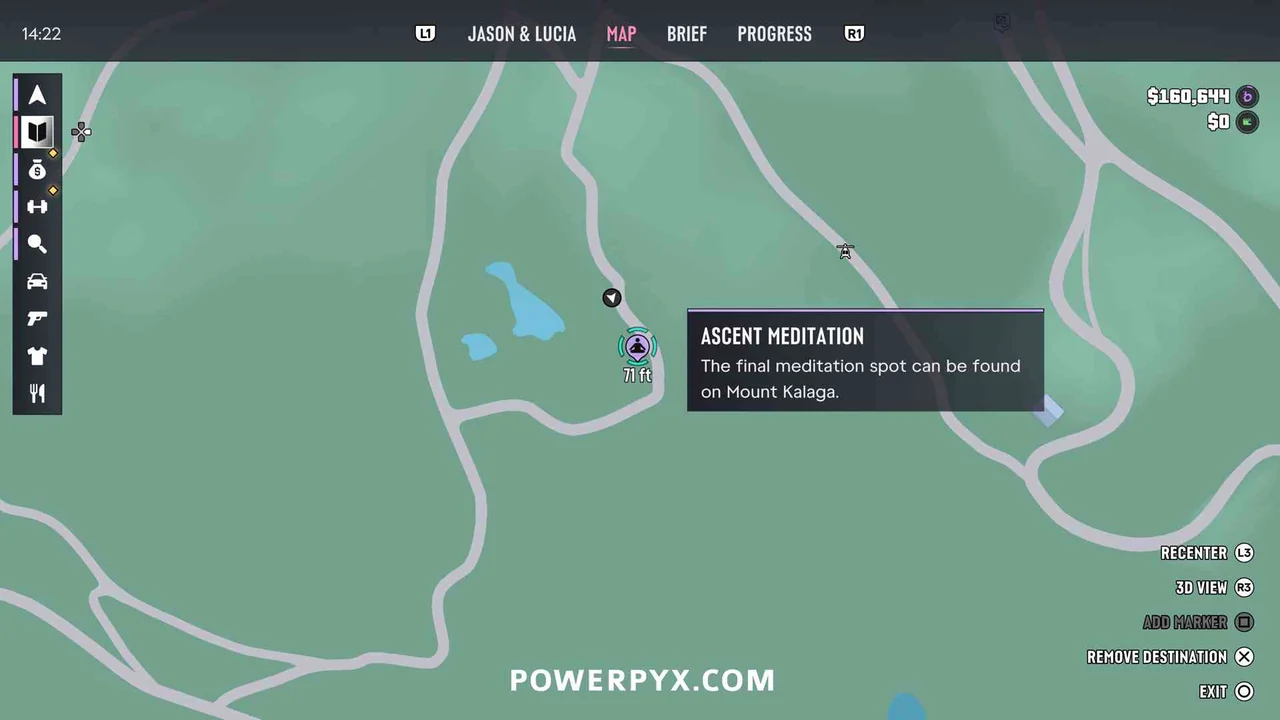 14:22
L1 JASON & LUCIA MAP BRIEF PROGRESS R1
$160,644
$0
$
71 ft
ASCENT MEDITATION
The final meditation spot can be found
on Mount Kalaga.
RECENTER L3
3D VIEW R3
ADD MARKER
REMOVE DESTINATION
EXIT
POWERPYX.COM